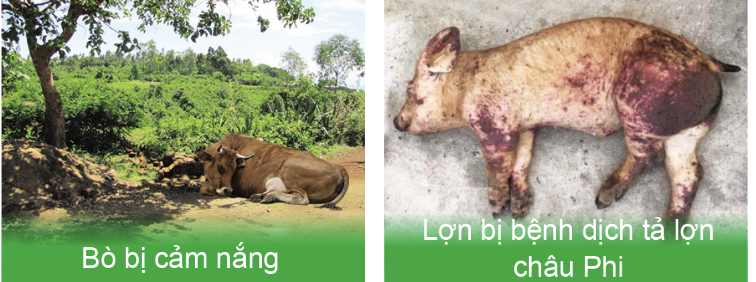 Bò bị cảm nắng
Lợn bị bệnh dịch tả lợn
châu Phi